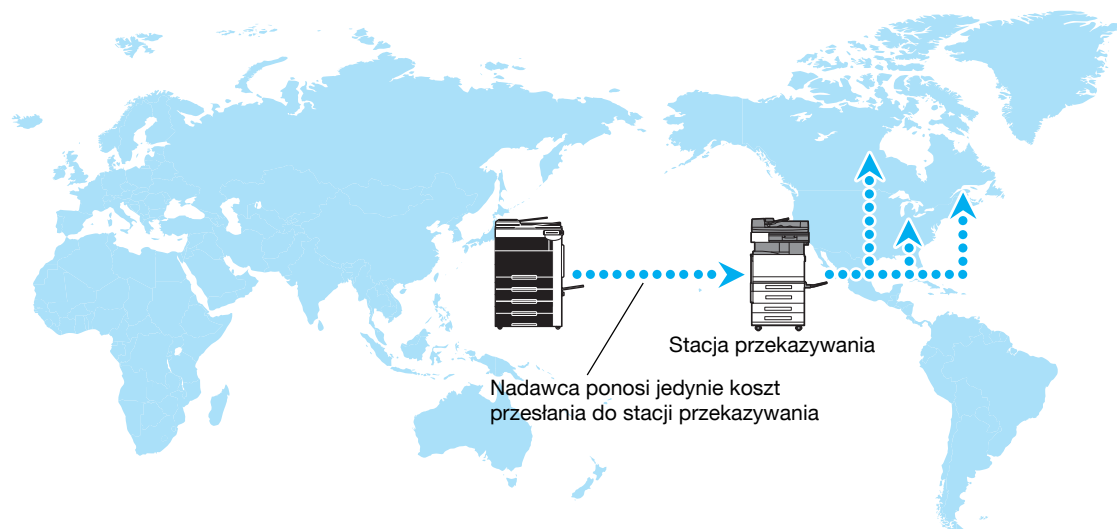 Stacja przekazywania
Nadawca ponosi jedynie koszt
przesłania do stacji przekazywania